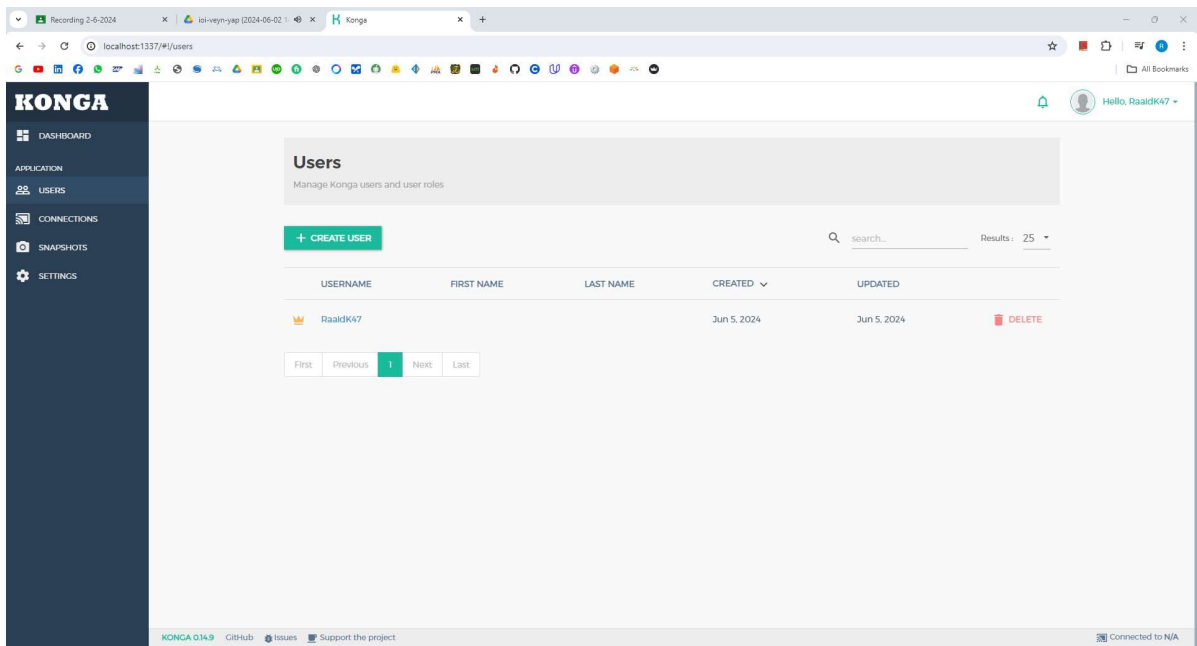 Recording 2-6-2024
ioi-veyn-yap (2024-06-02 1
Konga
localhost:1337/#!/users
All Bookmarks
KONGA
Hello, RaaidK47
DASHBOARD
APPLICATION
USERS
CONNECTIONS
SNAPSHOTS
SETTINGS
Users
Manage Konga users and user roles
+ CREATE USER
search...
Results : 25
USERNAME FIRST NAME LAST NAME CREATED UPDATED
RaaidK47 Jun 5, 2024 Jun 5, 2024 DELETE
First Previous 1 Next Last
KONGA 0.14.9 GitHub Issues Support the project
Connected to N/A